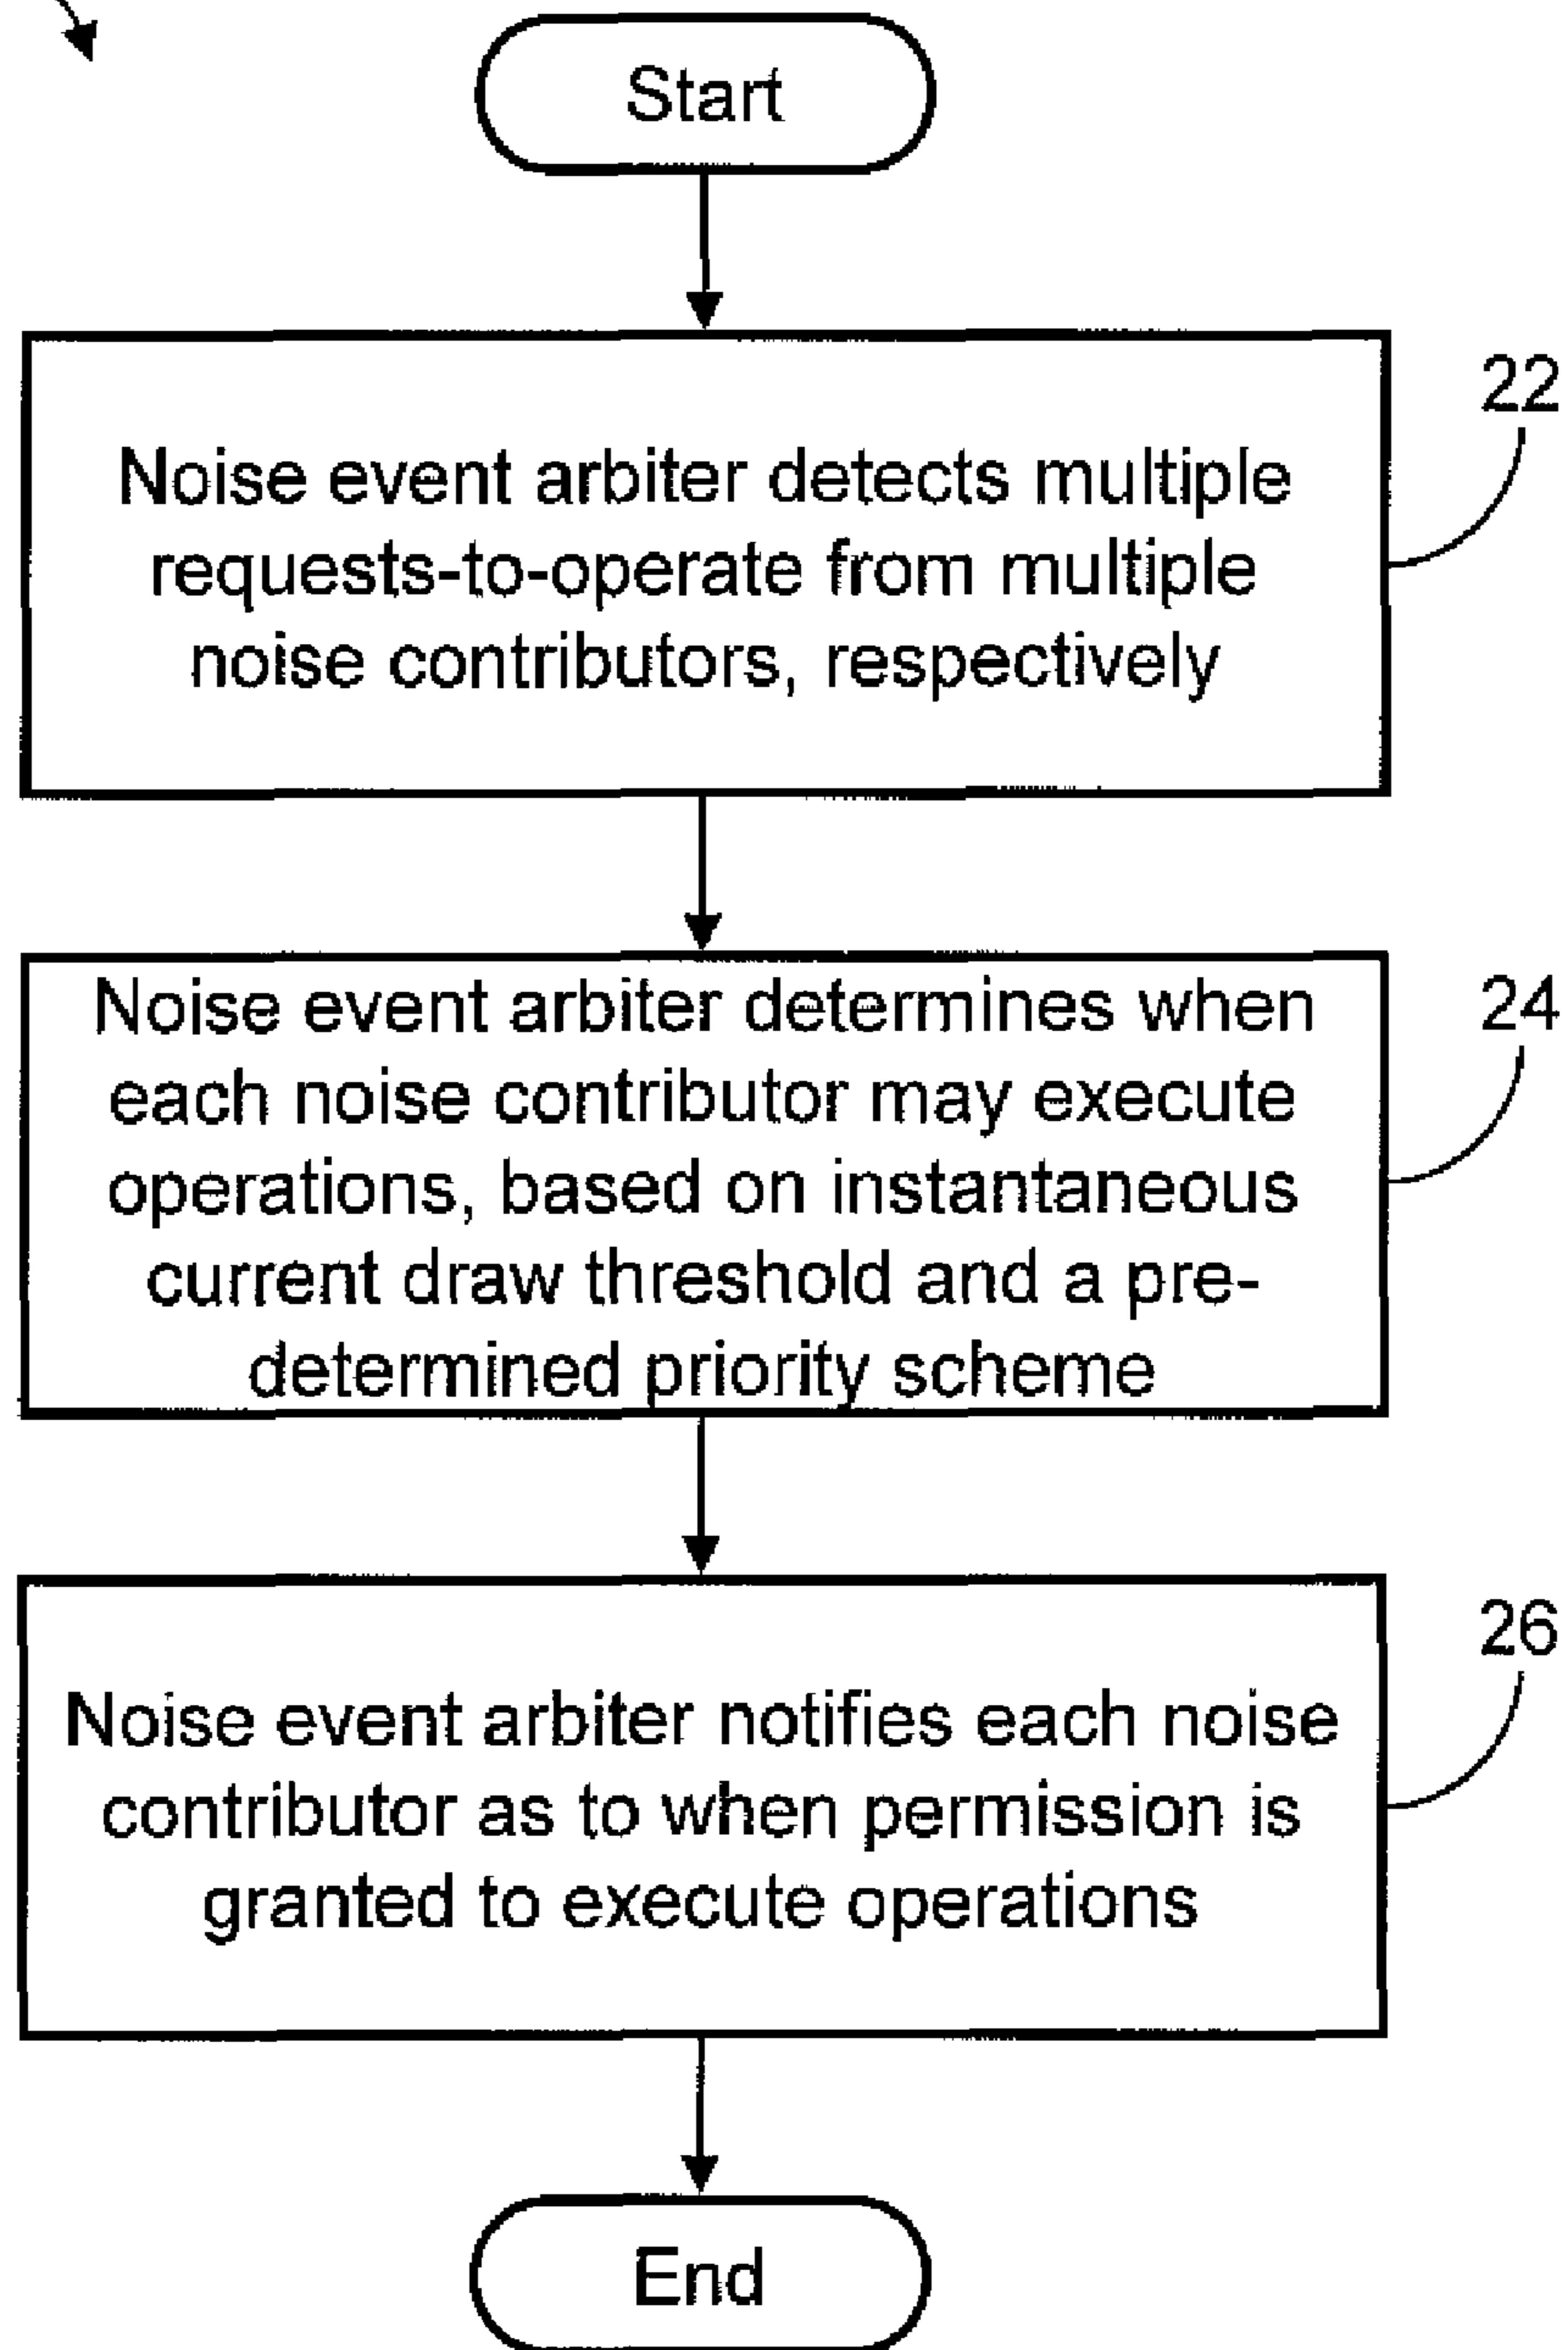 Start
22
Noise event arbiter detects multiple
requests-to-operate from multiple
noise contributors, respectively
24
Noise event arbiter determines when
each noise contributor may execute
operations, based on instantaneous
current draw threshold and a pre-
determined priority scheme
26
Noise event arbiter notifies each noise
contributor as to when permission is
granted to execute operations
End